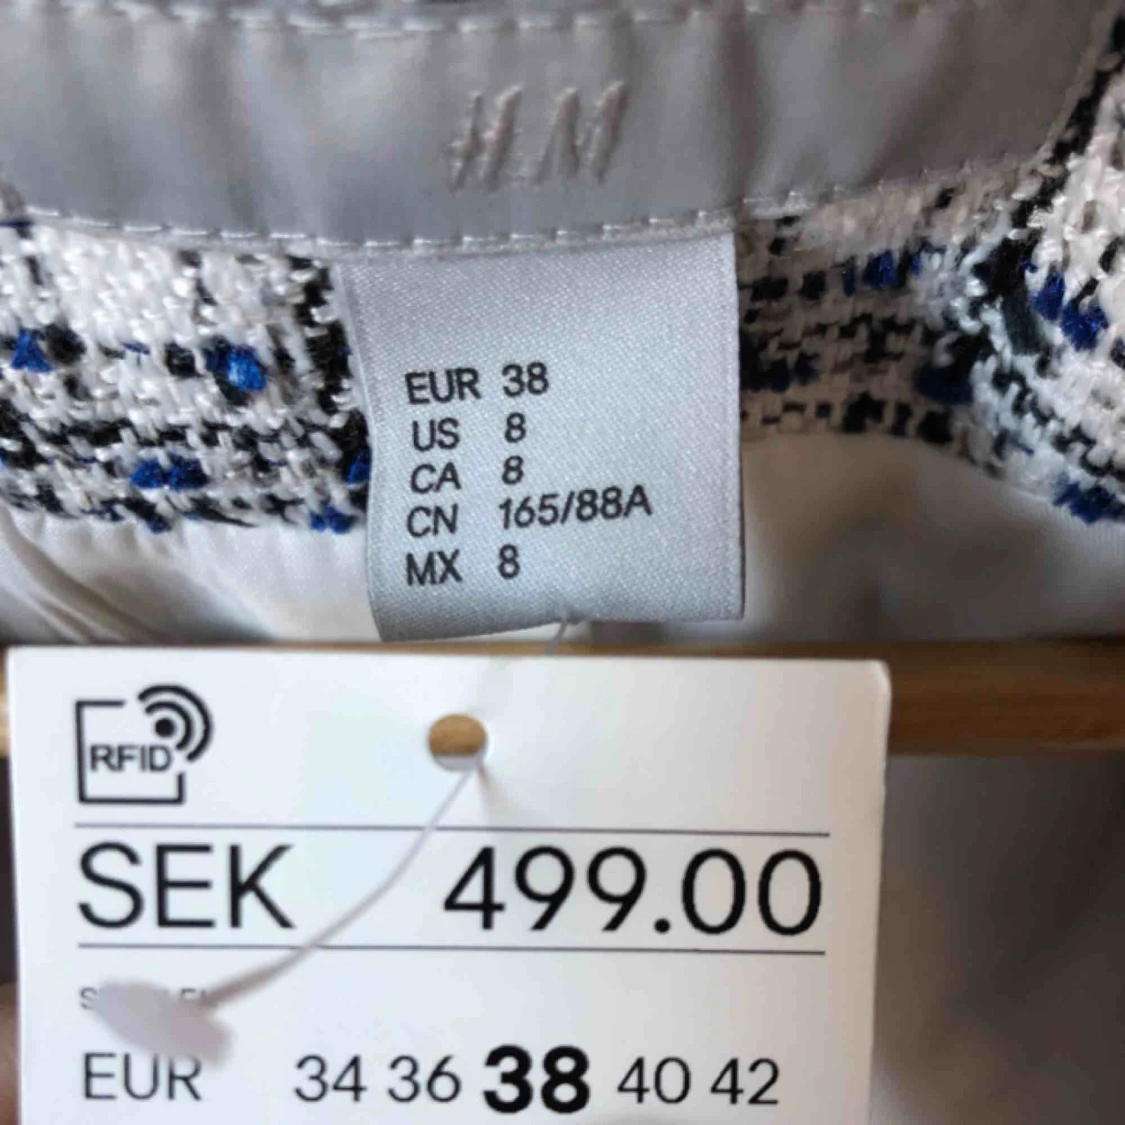 H&M
EUR 38
US 8
CA 8
CN 165/88A
MX 8
RFID
SEK 499.00
EUR 34 36 38 40 42